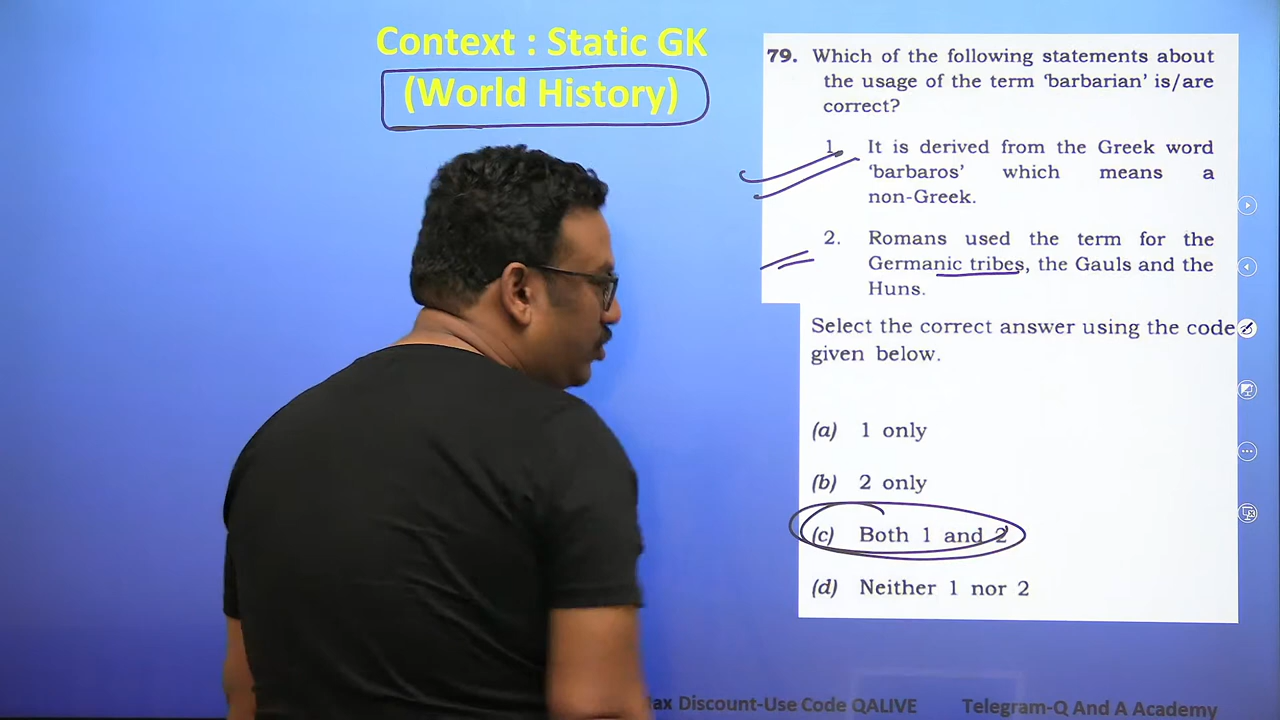 Context : Static GK
(World History)
79. Which of the following statements about
the usage of the term ‘barbarian’ is/are
correct?
1. It is derived from the Greek word
‘barbaros’ which means a
non-Greek.
2. Romans used the term for the
Germanic tribes, the Gauls and the
Huns.
Select the correct answer using the code
given below.
(a) 1 only
(b) 2 only
(c) Both 1 and 2
(d) Neither 1 nor 2
Discount-Use Code QALIVE Telegram-Q And A Academy